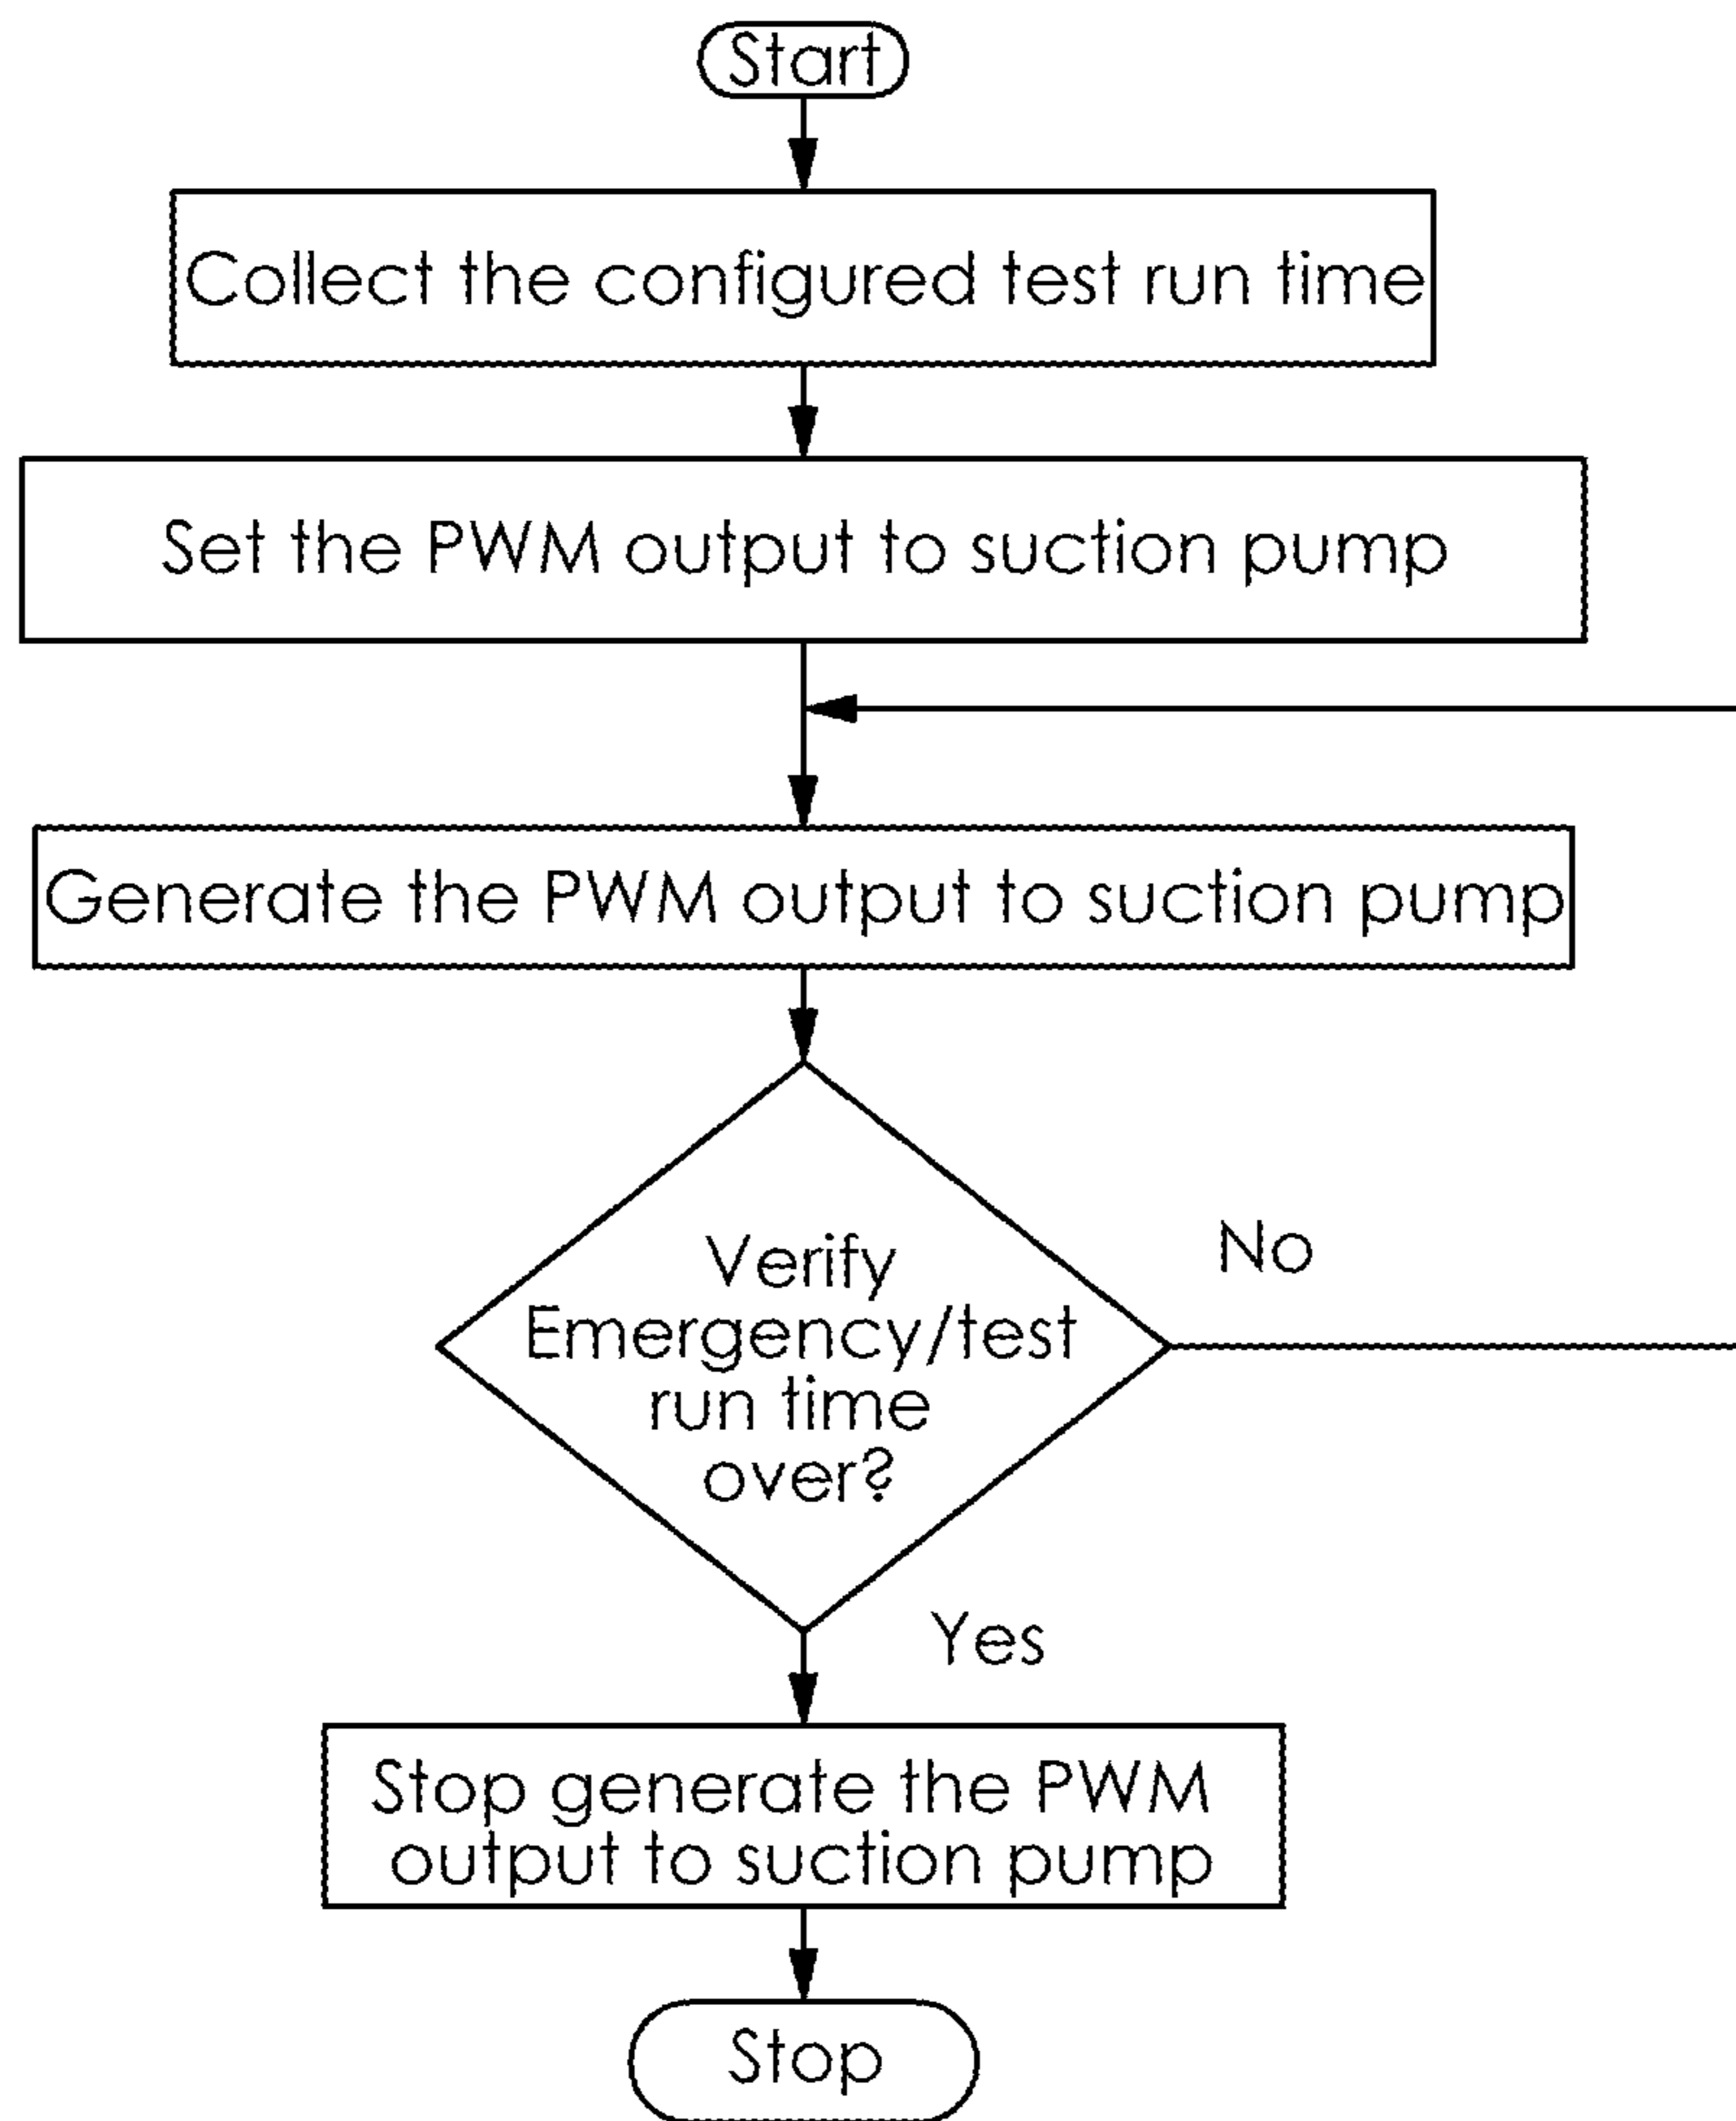 Start
Collect the configured test run time
Set the PWM output to suction pump
Generate the PWM output to suction pump
Verify
Emergency/test
run time
over?
No
Yes
Stop generate the PWM
output to suction pump
Stop